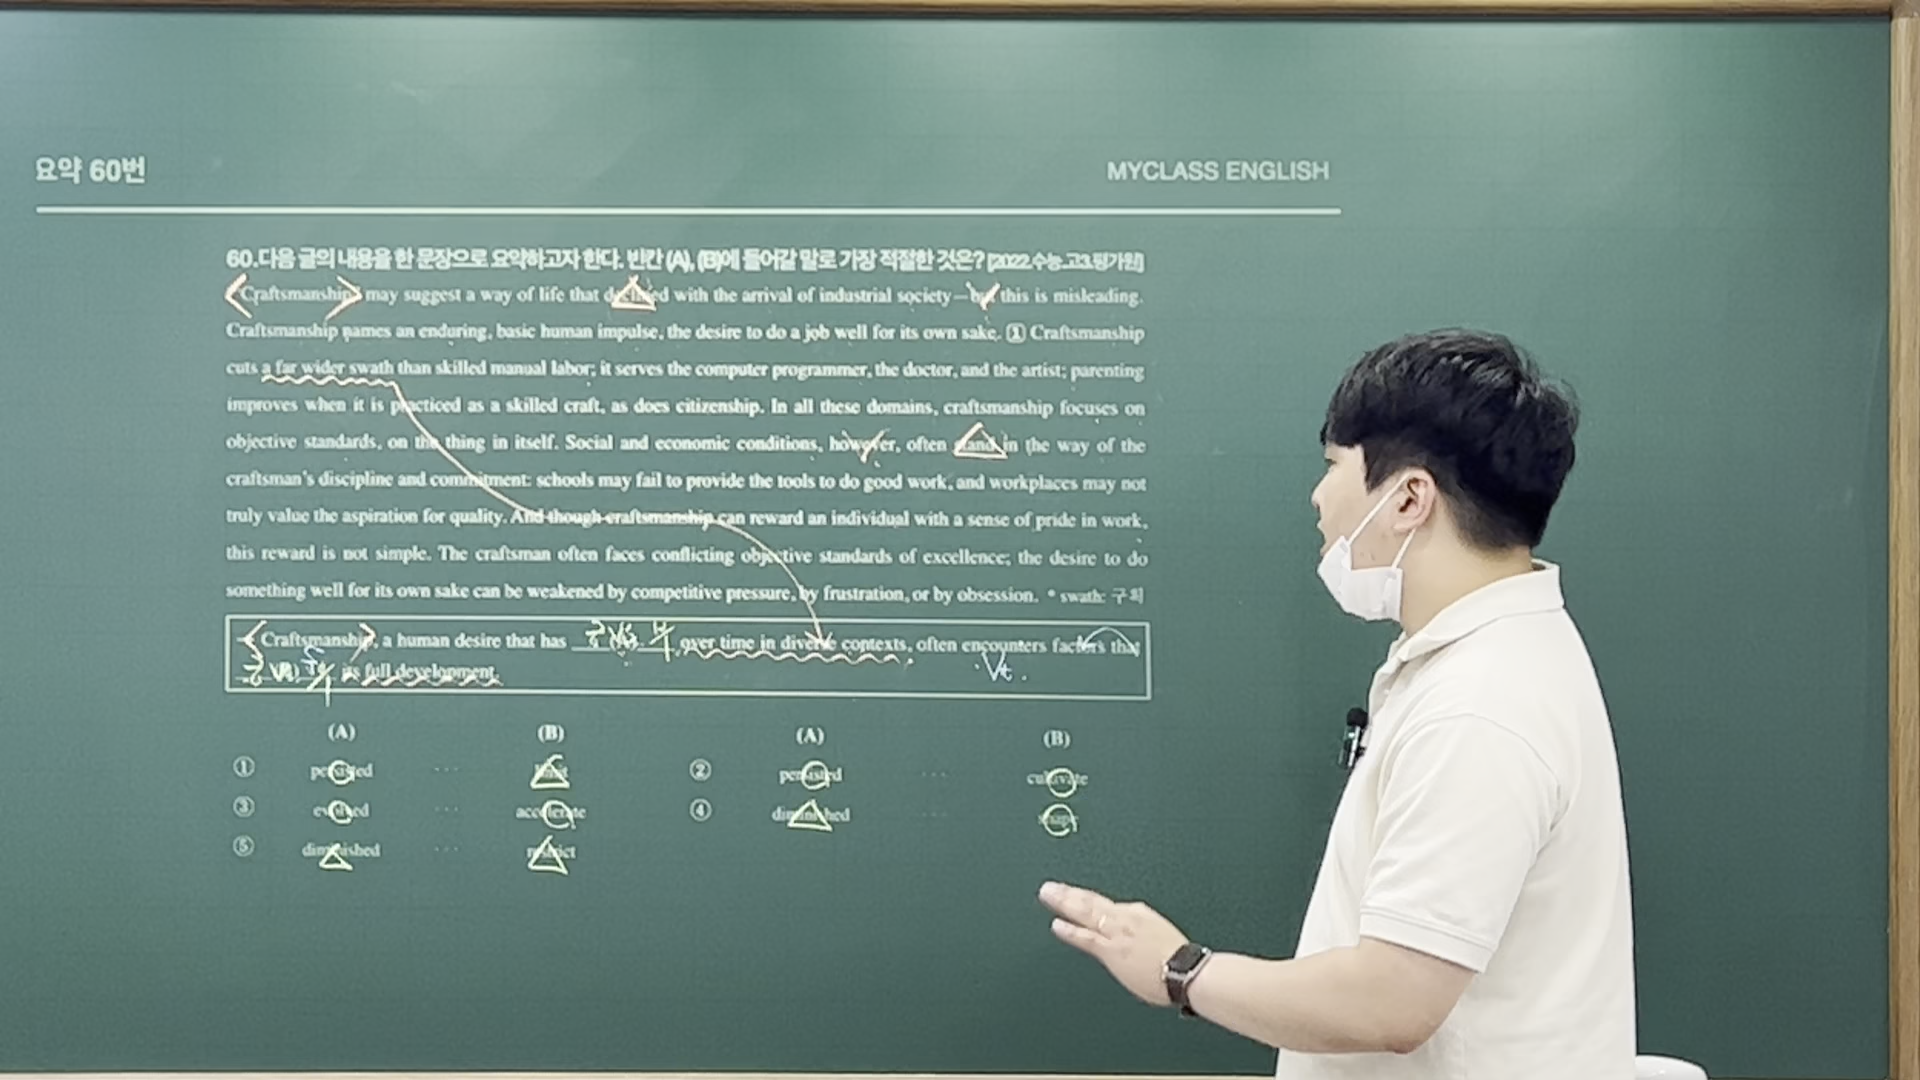 요약 60번
MYCLASS ENGLISH
60.다음 글의 내용을 한 문장으로 요약하고자 한다. 빈칸 (A), (B)에 들어갈 말로 가장 적절한 것은? [2022.수능.고3.평가원]
"Craftsmanship" may suggest a way of life that declined with the arrival of industrial society—but this is misleading.
Craftsmanship names an enduring, basic human impulse, the desire to do a job well for its own sake. ① Craftsmanship
cuts a far wider swath than skilled manual labor; it serves the computer programmer, the doctor, and the artist; parenting
improves when it is practiced as a skilled craft, as does citizenship. In all these domains, craftsmanship focuses on
objective standards, on the thing in itself. Social and economic conditions, however, often stand in the way of the
craftsman's discipline and commitment: schools may fail to provide the tools to do good work, and workplaces may not
truly value the aspiration for quality. And though craftsmanship can reward an individual with a sense of pride in work,
this reward is not simple. The craftsman often faces conflicting objective standards of excellence; the desire to do
something well for its own sake can be weakened by competitive pressure, by frustration, or by obsession. * swath: 구획
Craftsmanship, a human desire that has over time in diverse contexts, often encounters factors that
its full development.
Vt.
(A) (B) (A) (B)
① persisted ··· limit ② persisted ··· cultivate
③ evolved ··· accelerate ④ diminished ··· shape
⑤ diminished ··· restrict